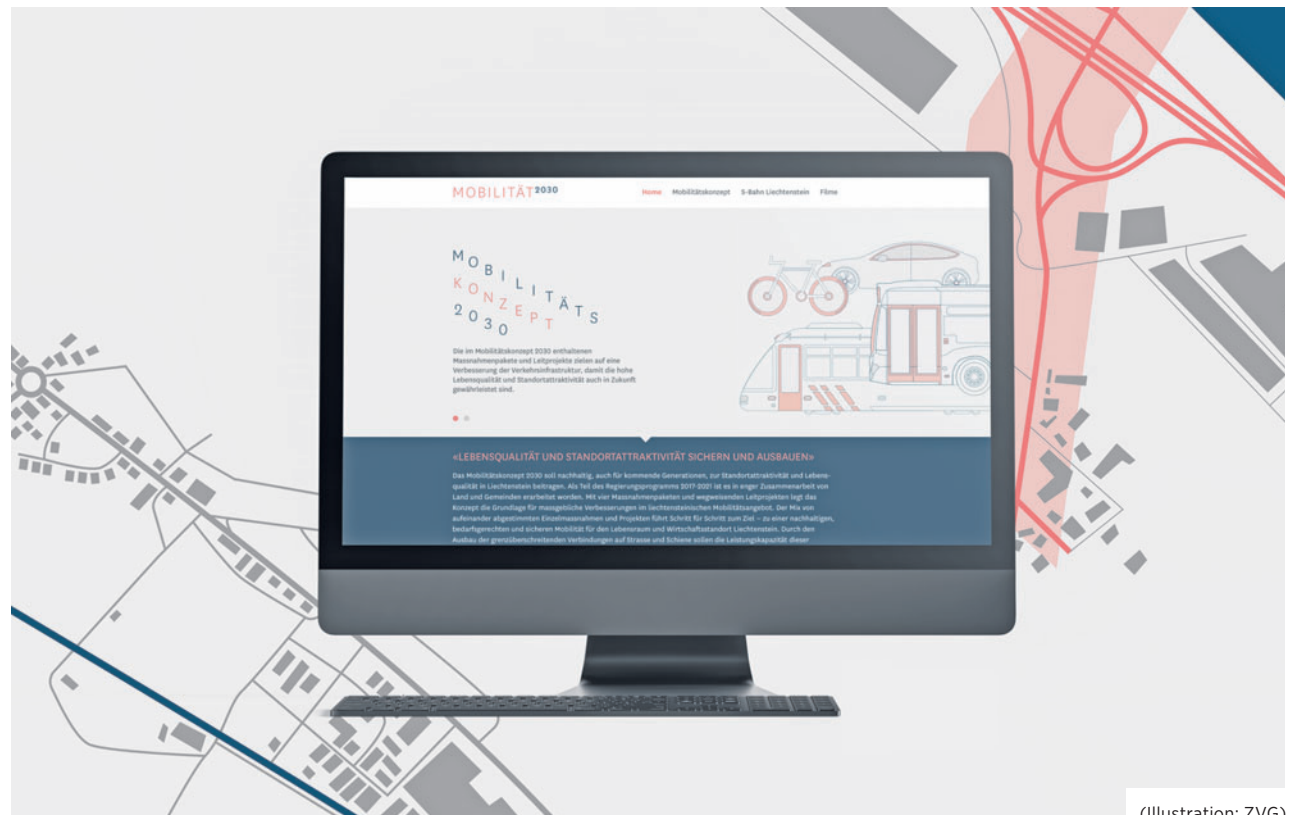 MOBILITÄT2030
Home Mobilitätskonzept S-Bahn Liechtenstein Filme
MOBILITÄTS
KONZEPT
2030
Die im Mobilitätskonzept 2030 enthaltenen
Massnahmenpakete und Leitprojekte zielen auf eine
Verbesserung der Verkehrsinfrastruktur, damit die hohe
Lebensqualität und Standortattraktivität auch in Zukunft
gewährleistet sind.
«LEBENSQUALITÄT UND STANDORTATTRAKTIVITÄT SICHERN UND AUSBAUEN»
Das Mobilitätskonzept 2030 soll nachhaltig, auch für kommende Generationen, zur Standortattraktivität und Lebens-
qualität in Liechtenstein beitragen. Als Teil des Regierungsprogramms 2017-2021 ist es in enger Zusammenarbeit von
Land und Gemeinden erarbeitet worden. Mit vier Massnahmenpaketen und wegweisenden Leitprojekten legt das
Konzept die Grundlage für massgebliche Verbesserungen im liechtensteinischen Mobilitätsangebot. Der Mix von
aufeinander abgestimmten Einzelmassnahmen und Projekten führt Schritt für Schritt zum Ziel – zu einer nachhaltigen,
bedarfsgerechten und sicheren Mobilität für den Lebensraum und Wirtschaftsstandort Liechtenstein. Durch den
Ausbau der grenzüberschreitenden Verbindungen auf Strasse und Schiene sollen die Leistungskapazität dieser
(Illustration: ZVG)